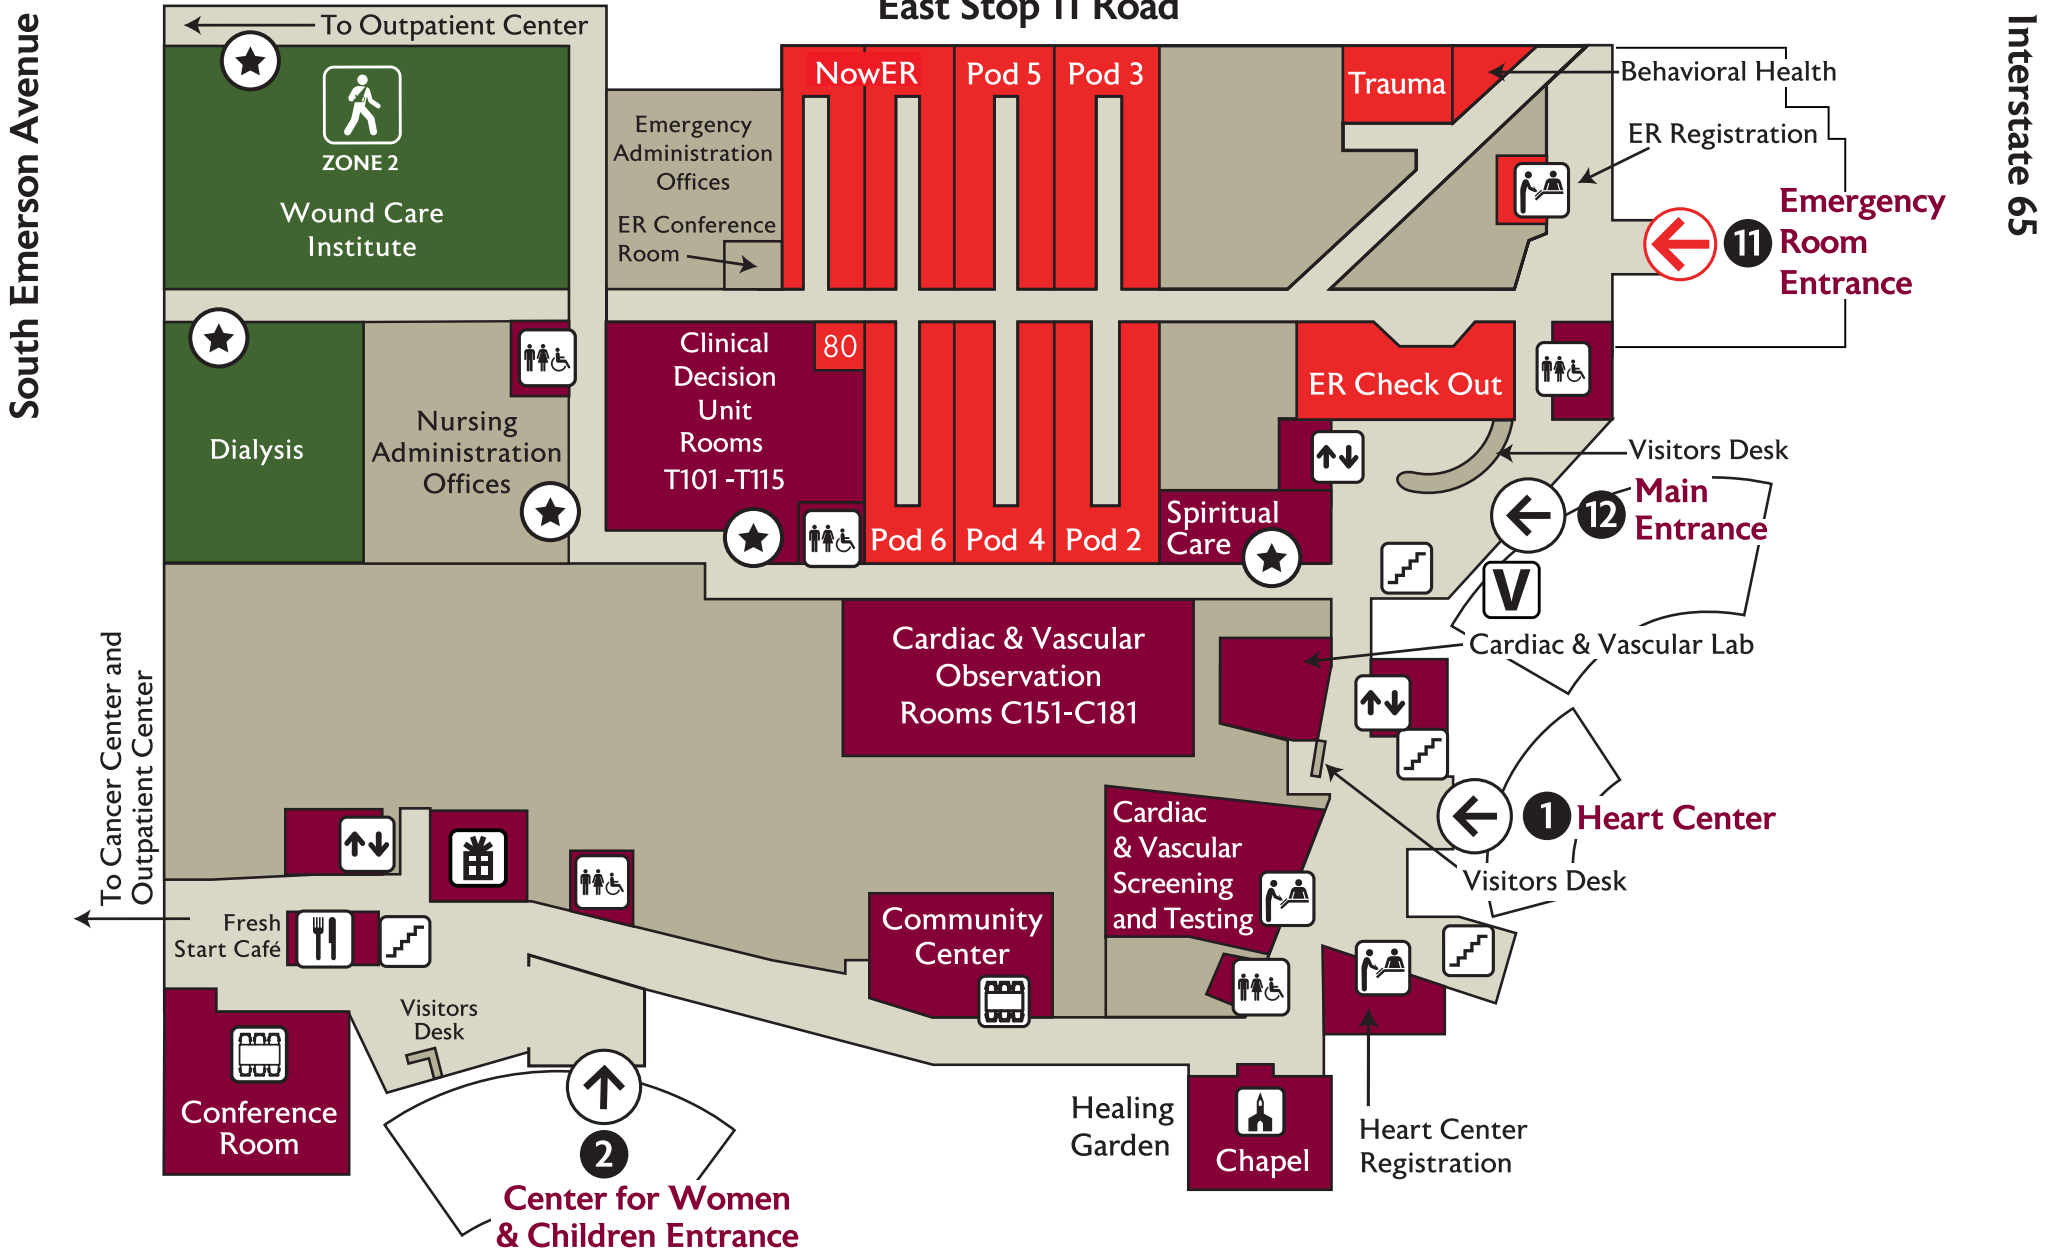 East Stop 11 Road
South Emerson Avenue
Interstate 65
To Outpatient Center
ZONE 2
Wound Care
Institute
Emergency
Administration
Offices
ER Conference
Room
NowER
Pod 5
Pod 3
Trauma
Behavioral Health
ER Registration
11
Emergency
Room
Entrance
Dialysis
Nursing
Administration
Offices
Clinical
Decision
Unit
Rooms
T101 -T115
80
Pod 6
Pod 4
Pod 2
ER Check Out
Spiritual
Care
Visitors Desk
12
Main
Entrance
V
Cardiac & Vascular
Observation
Rooms C151-C181
Cardiac & Vascular Lab
1
Heart Center
Visitors Desk
Cardiac
& Vascular
Screening
and Testing
To Cancer Center and
Outpatient Center
Fresh
Start Café
Community
Center
Visitors
Desk
Conference
Room
2
Center for Women
& Children Entrance
Healing
Garden
Chapel
Heart Center
Registration